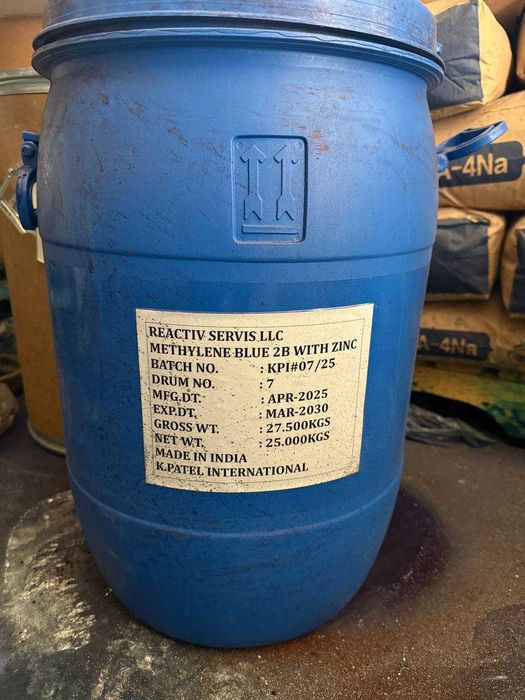 REACTIV SERVIS LLC
METHYLENE BLUE 2B WITH ZINC
BATCH NO. : KPI#07/25
DRUM NO. : 7
MFG.DT. : APR-2025
EXP.DT. : MAR-2030
GROSS WT. : 27.500KGS
NET WT. : 25.000KGS
MADE IN INDIA
K.PATEL INTERNATIONAL
-4Na
A-4Na